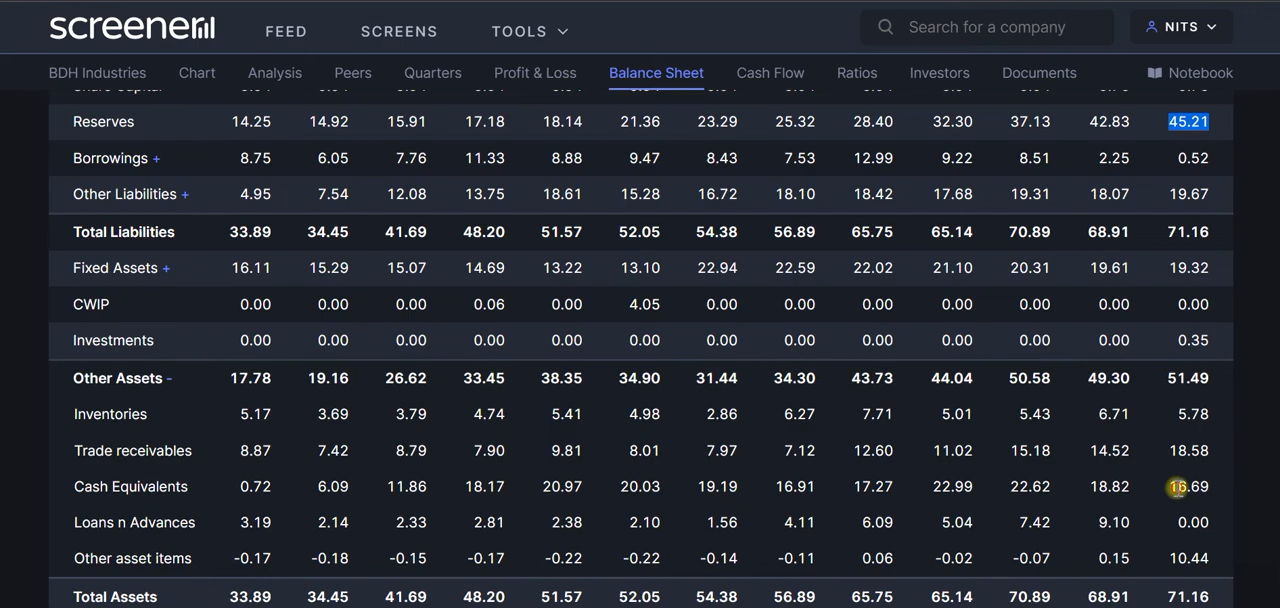 screener
FEED SCREENS TOOLS
Search for a company
NITS
BDH Industries Chart Analysis Peers Quarters Profit & Loss Balance Sheet Cash Flow Ratios Investors Documents Notebook
Reserves 14.25 14.92 15.91 17.18 18.14 21.36 23.29 25.32 28.40 32.30 37.13 42.83 45.21
Borrowings + 8.75 6.05 7.76 11.33 8.88 9.47 8.43 7.53 12.99 9.22 8.51 2.25 0.52
Other Liabilities + 4.95 7.54 12.08 13.75 18.61 15.28 16.72 18.10 18.42 17.68 19.31 18.07 19.67
Total Liabilities 33.89 34.45 41.69 48.20 51.57 52.05 54.38 56.89 65.75 65.14 70.89 68.91 71.16
Fixed Assets + 16.11 15.29 15.07 14.69 13.22 13.10 22.94 22.59 22.02 21.10 20.31 19.61 19.32
CWIP 0.00 0.00 0.00 0.06 0.00 4.05 0.00 0.00 0.00 0.00 0.00 0.00 0.00
Investments 0.00 0.00 0.00 0.00 0.00 0.00 0.00 0.00 0.00 0.00 0.00 0.00 0.35
Other Assets - 17.78 19.16 26.62 33.45 38.35 34.90 31.44 34.30 43.73 44.04 50.58 49.30 51.49
Inventories 5.17 3.69 3.79 4.74 5.41 4.98 2.86 6.27 7.71 5.01 5.43 6.71 5.78
Trade receivables 8.87 7.42 8.79 7.90 9.81 8.01 7.97 7.12 12.60 11.02 15.18 14.52 18.58
Cash Equivalents 0.72 6.09 11.86 18.17 20.97 20.03 19.19 16.91 17.27 22.99 22.62 18.82 16.69
Loans n Advances 3.19 2.14 2.33 2.81 2.38 2.10 1.56 4.11 6.09 5.04 7.42 9.10 0.00
Other asset items -0.17 -0.18 -0.15 -0.17 -0.22 -0.22 -0.14 -0.11 0.06 -0.02 -0.07 0.15 10.44
Total Assets 33.89 34.45 41.69 48.20 51.57 52.05 54.38 56.89 65.75 65.14 70.89 68.91 71.16